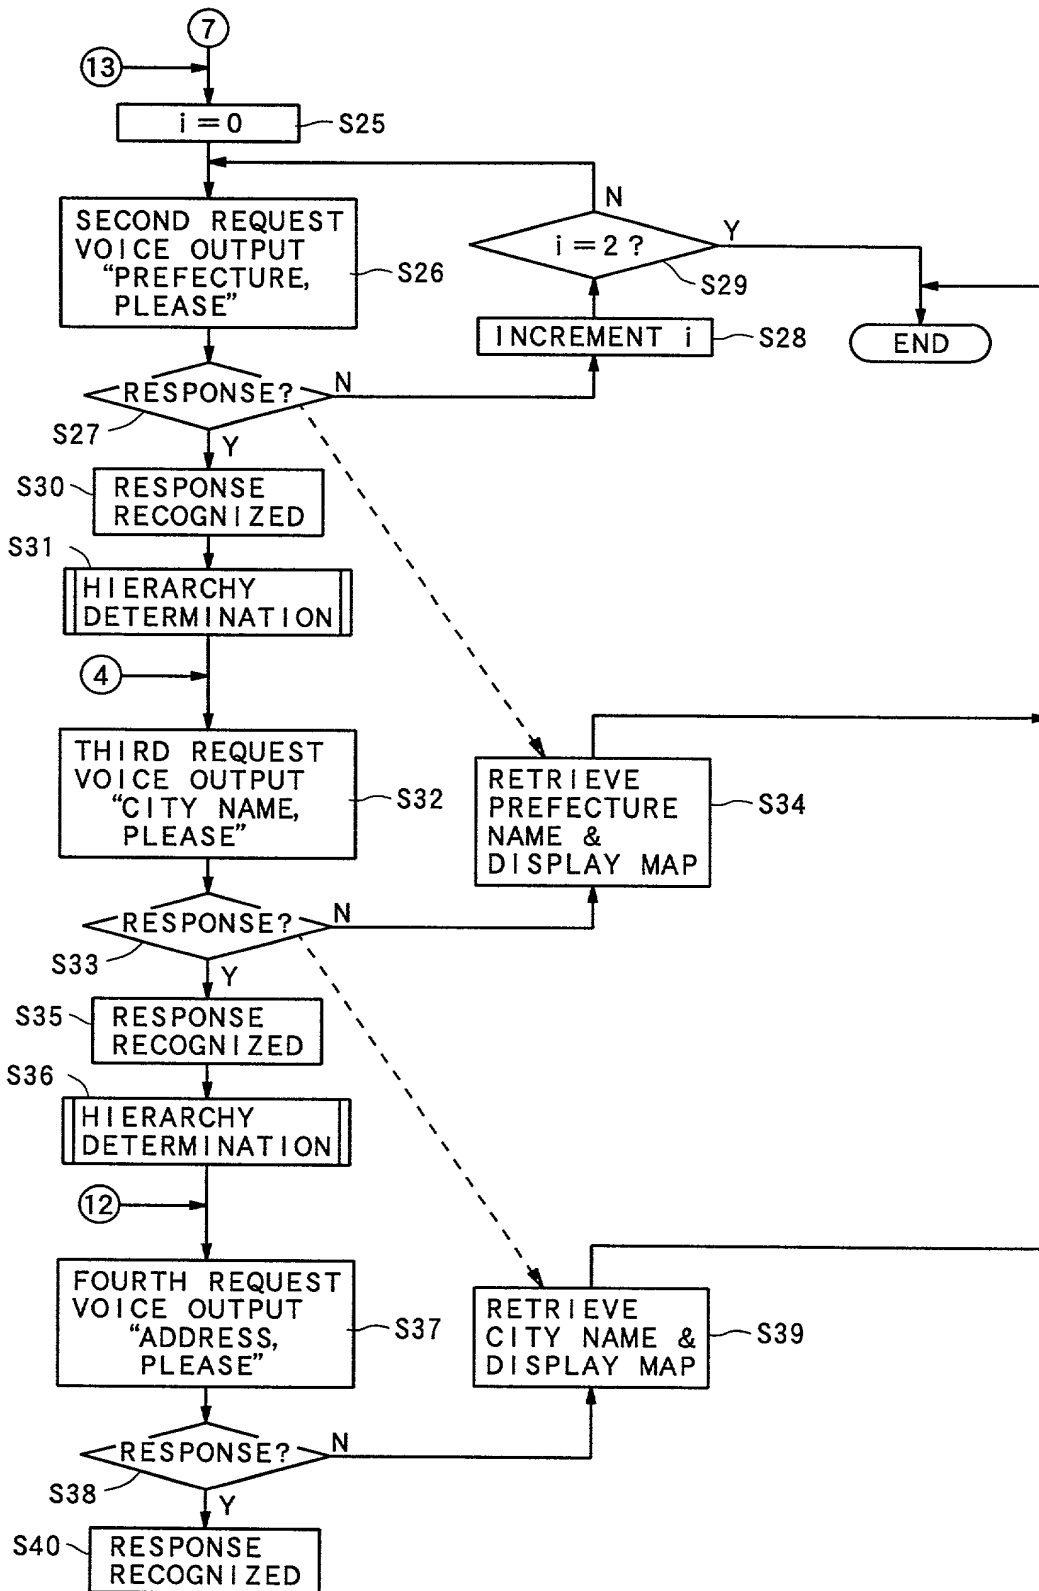 7
13
i=0
S25
SECOND REQUEST
VOICE OUTPUT
"PREFECTURE,
PLEASE"
S26
N
i=2?
Y
S29
INCREMENT i
S28
END
RESPONSE?
N
S27
Y
S30
RESPONSE
RECOGNIZED
S31
HIERARCHY
DETERMINATION
4
THIRD REQUEST
VOICE OUTPUT
"CITY NAME,
PLEASE"
S32
RETRIEVE
PREFECTURE
NAME &
DISPLAY MAP
S34
RESPONSE?
N
S33
Y
S35
RESPONSE
RECOGNIZED
S36
HIERARCHY
DETERMINATION
12
FOURTH REQUEST
VOICE OUTPUT
"ADDRESS,
PLEASE"
S37
RETRIEVE
CITY NAME &
DISPLAY MAP
S39
RESPONSE?
N
S38
Y
S40
RESPONSE
RECOGNIZED